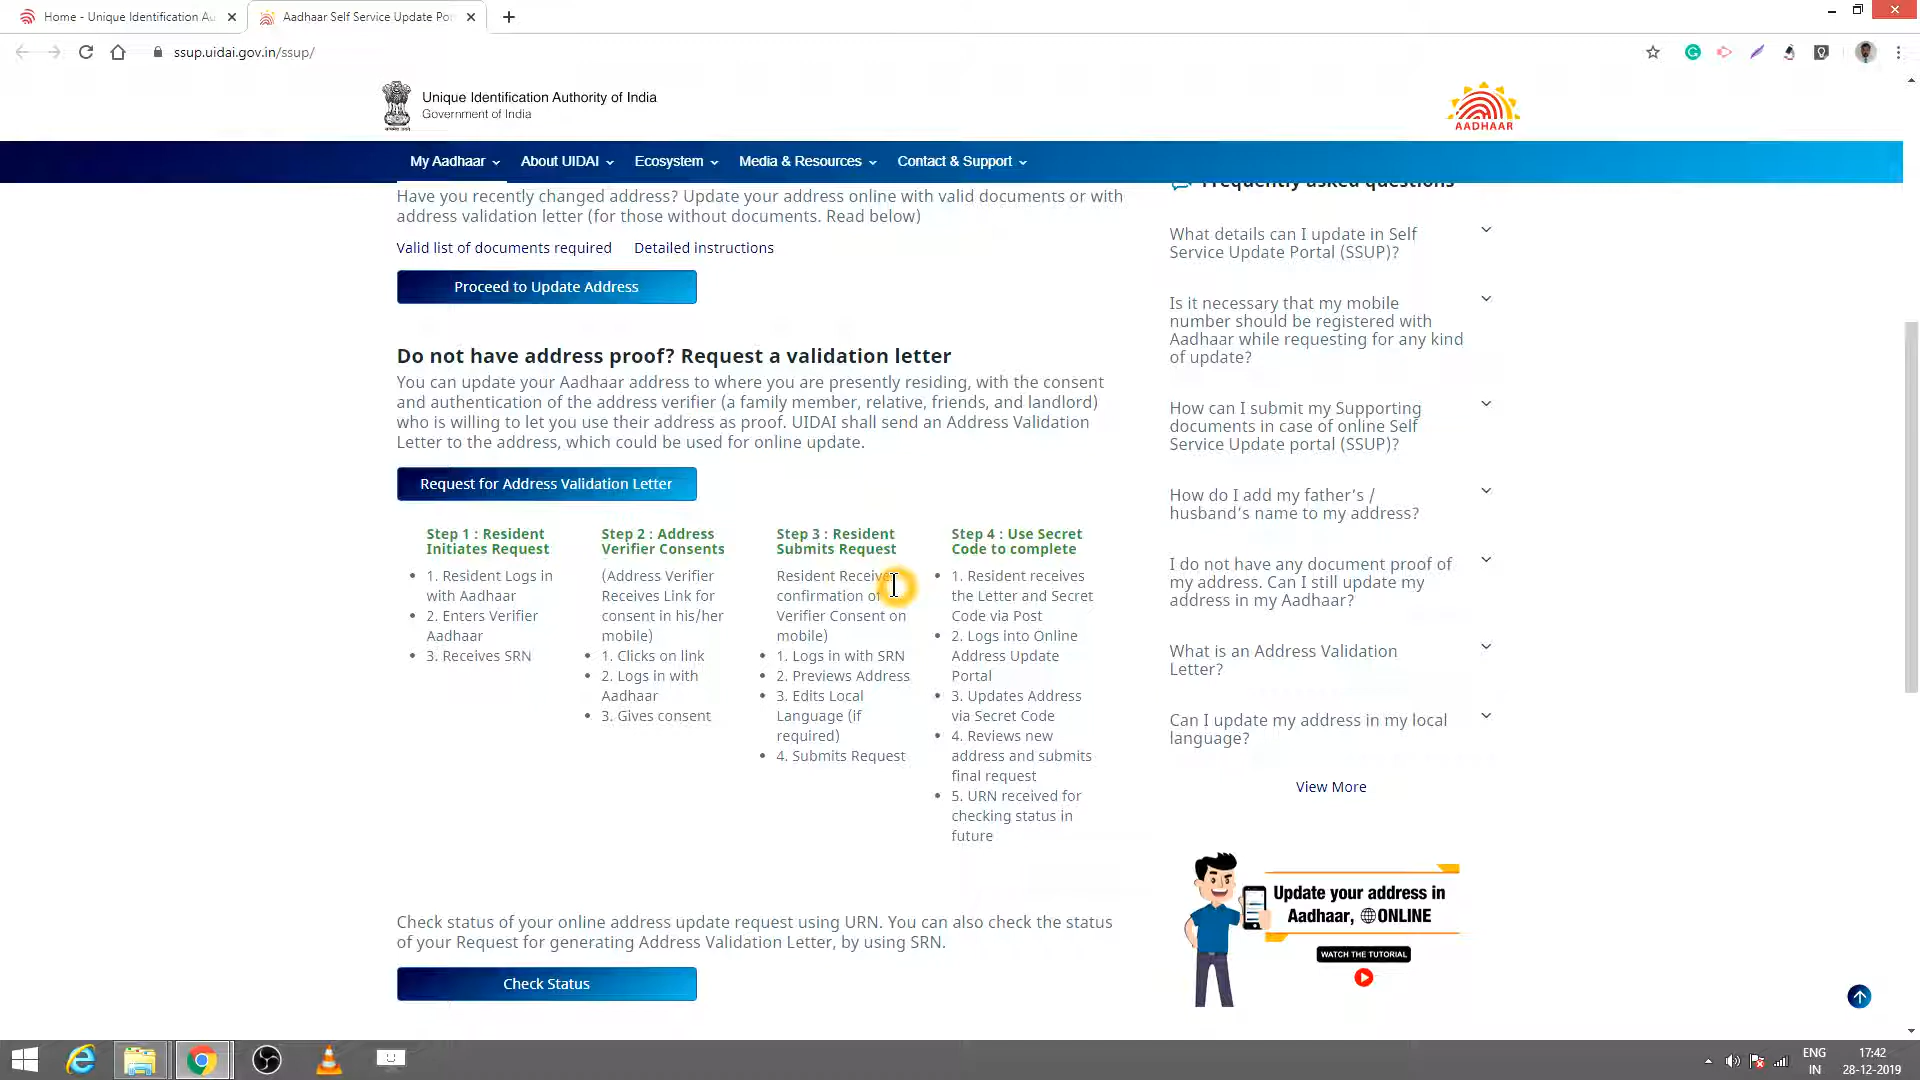 Home - Unique Identification Au
Aadhaar Self Service Update Por
ssup.uidai.gov.in/ssup/
Unique Identification Authority of India
Government of India
AADHAAR
My Aadhaar
About UIDAI
Ecosystem
Media & Resources
Contact & Support
Have you recently changed address? Update your address online with valid documents or with
address validation letter (for those without documents. Read below)
Valid list of documents required
Detailed instructions
Proceed to Update Address
Do not have address proof? Request a validation letter
You can update your Aadhaar address to where you are presently residing, with the consent
and authentication of the address verifier (a family member, relative, friends, and landlord)
who is willing to let you use their address as proof. UIDAI shall send an Address Validation
Letter to the address, which could be used for online update.
Request for Address Validation Letter
Step 1 : Resident
Initiates Request
1. Resident Logs in
with Aadhaar
2. Enters Verifier
Aadhaar
3. Receives SRN
Step 2 : Address
Verifier Consents
(Address Verifier
Receives Link for
consent in his/her
mobile)
1. Clicks on link
2. Logs in with
Aadhaar
3. Gives consent
Step 3 : Resident
Submits Request
Resident Receives
confirmation of
Verifier Consent on
mobile)
1. Logs in with SRN
2. Previews Address
3. Edits Local
Language (if
required)
4. Submits Request
Step 4 : Use Secret
Code to complete
1. Resident receives
the Letter and Secret
Code via Post
2. Logs into Online
Address Update
Portal
3. Updates Address
via Secret Code
4. Reviews new
address and submits
final request
5. URN received for
checking status in
future
Check status of your online address update request using URN. You can also check the status
of your Request for generating Address Validation Letter, by using SRN.
Check Status
Frequently asked questions
What details can I update in Self
Service Update Portal (SSUP)?
Is it necessary that my mobile
number should be registered with
Aadhaar while requesting for any kind
of update?
How can I submit my Supporting
documents in case of online Self
Service Update portal (SSUP)?
How do I add my father's /
husband's name to my address?
I do not have any document proof of
my address. Can I still update my
address in my Aadhaar?
What is an Address Validation
Letter?
Can I update my address in my local
language?
View More
Update your address in
Aadhaar, ONLINE
WATCH THE TUTORIAL
ENG
IN
17:42
28-12-2019